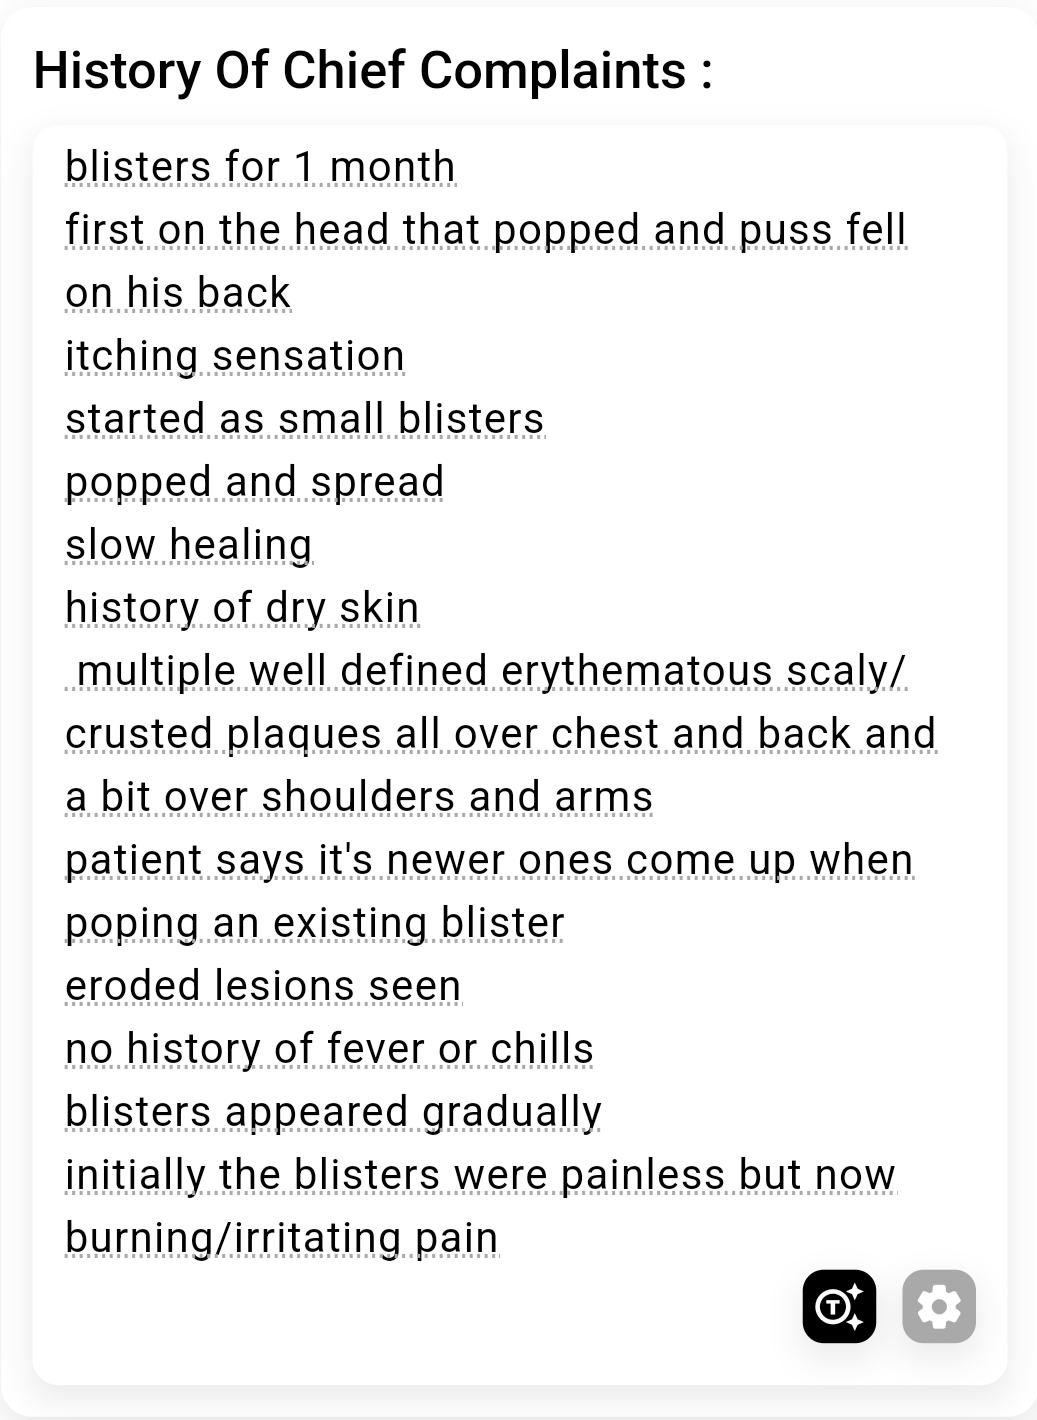 History Of Chief Complaints :
blisters for 1 month
first on the head that popped and puss fell
on his back
itching sensation
started as small blisters
popped and spread
slow healing
history of dry skin
multiple well defined erythematous scaly/
crusted plaques all over chest and back and
a bit over shoulders and arms
patient says it's newer ones come up when
poping an existing blister
eroded lesions seen
no history of fever or chills
blisters appeared gradually
initially the blisters were painless but now
burning/irritating pain
T